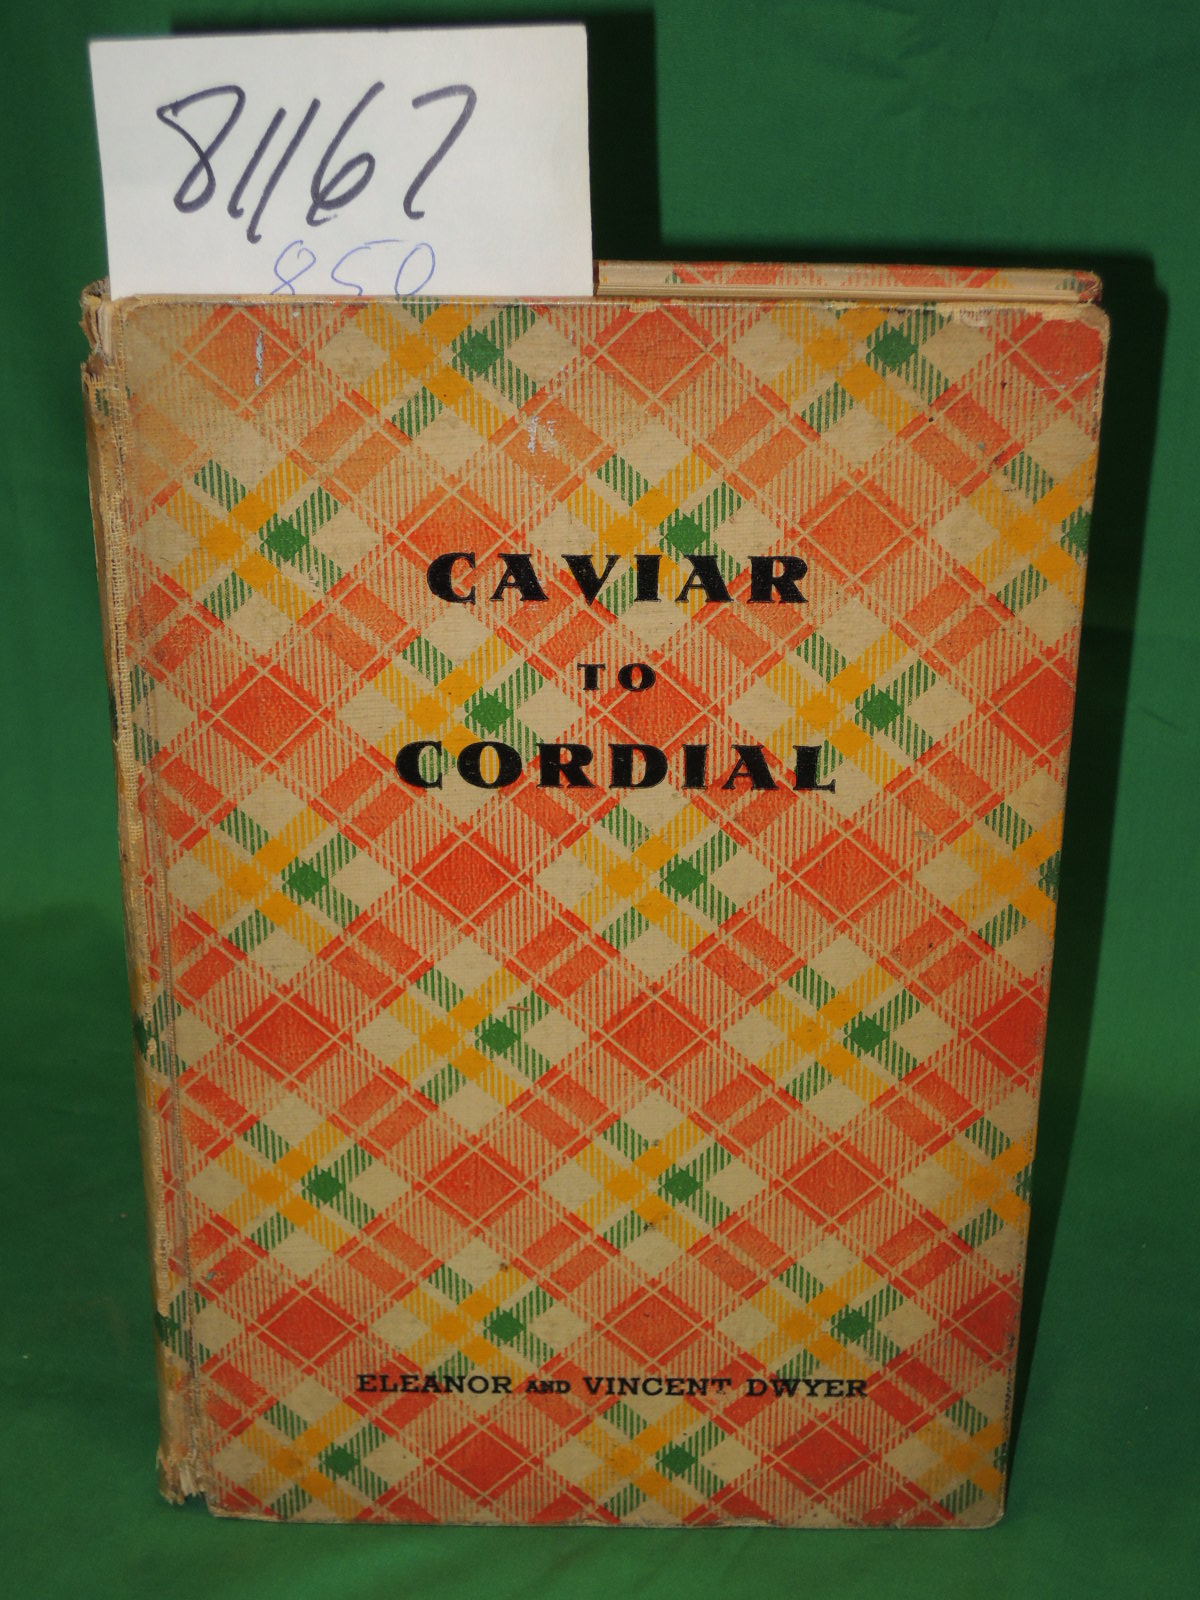 81167
850
CAVIAR
TO
CORDIAL
ELEANOR AND VINCENT DWYER